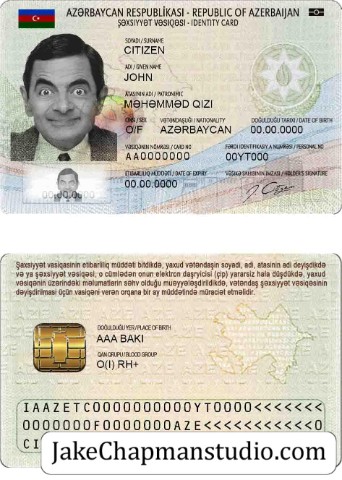 AZƏRBAYCAN RESPUBLİKASI - REPUBLIC OF AZERBAIJAN
ŞƏXSİYYƏT VƏSİQƏSİ - IDENTITY CARD
SOYADI / SURNAME
CITIZEN
ADI / GIVEN NAME
JOHN
ATASININ ADI / PATRONYMIC
MƏHƏMMƏD QIZI
CİNSİ / SEX VƏTƏNDAŞLIĞI / NATIONALITY DOĞULDUĞU TARİX / DATE OF BIRTH
Q/F AZƏRBAYCAN 00.00.0000
VƏSİQƏNİN NÖMRƏSİ / CARD NO FƏRDİ İDENTİFİKASİYA NÖMRƏSİ / PERSONAL NO
AA0000000 00YT000
ETİBARLILIQ MÜDDƏTİ / DATE OF EXPIRY VƏSİQƏ SAHİBİNİN İMZASI / HOLDER'S SIGNATURE
00.00.0000
00.00.0000
Şəxsiyyət vəsiqəsinin etibarlılıq müddəti bitdikdə, yaxud vətəndaşın soyadı, adı, atasının adı dəyişdikdə
və ya şəxsiyyət vəsiqəsi, o cümlədən onun elektron daşıyıcısı (çip) yararsız hala düşdükdə, yaxud
vəsiqənin üzərindəki məlumatların səhv olduğu müəyyənləşdirildikdə, vətəndaş şəxsiyyət vəsiqəsinin
dəyişdirilməsi üçün vəsiqəni verən orqana bir ay müddətində müraciət etməlidir.
DOĞULDUĞU YER / PLACE OF BIRTH
AAA BAKI
QAN QRUPU / BLOOD GROUP
O(I) RH+
IAAZETC0000000000YT0000<<<<<<<
0000000F0000000AZE<<<<<<<<<<<0
CI
JakeChapmanstudio.com